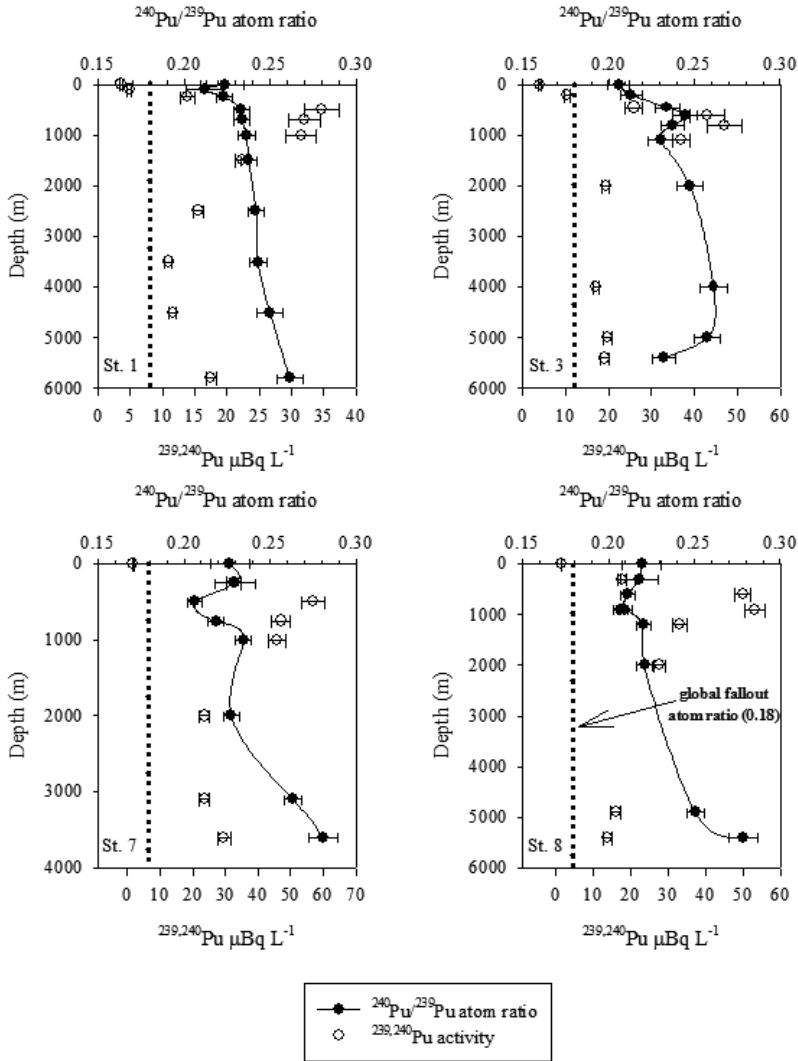 ²⁴⁰Pu/²³⁹Pu atom ratio
0.15 0.20 0.25 0.30
0
1000
2000
3000
4000
5000
6000
Depth (m)
St. 1
0 5 10 15 20 25 30 35 40
²³⁹,²⁴⁰Pu μBq L⁻¹
²⁴⁰Pu/²³⁹Pu atom ratio
0.15 0.20 0.25 0.30
0
1000
2000
3000
4000
5000
6000
Depth (m)
St. 3
0 10 20 30 40 50 60
²³⁹,²⁴⁰Pu μBq L⁻¹
²⁴⁰Pu/²³⁹Pu atom ratio
0.15 0.20 0.25 0.30
0
1000
2000
3000
4000
Depth (m)
St. 7
0 10 20 30 40 50 60 70
²³⁹,²⁴⁰Pu μBq L⁻¹
²⁴⁰Pu/²³⁹Pu atom ratio
0.15 0.20 0.25 0.30
0
1000
2000
3000
4000
5000
6000
Depth (m)
global fallout
atom ratio (0.18)
St. 8
0 10 20 30 40 50 60
²³⁹,²⁴⁰Pu μBq L⁻¹
²⁴⁰Pu/²³⁹Pu atom ratio
²³⁹,²⁴⁰Pu activity